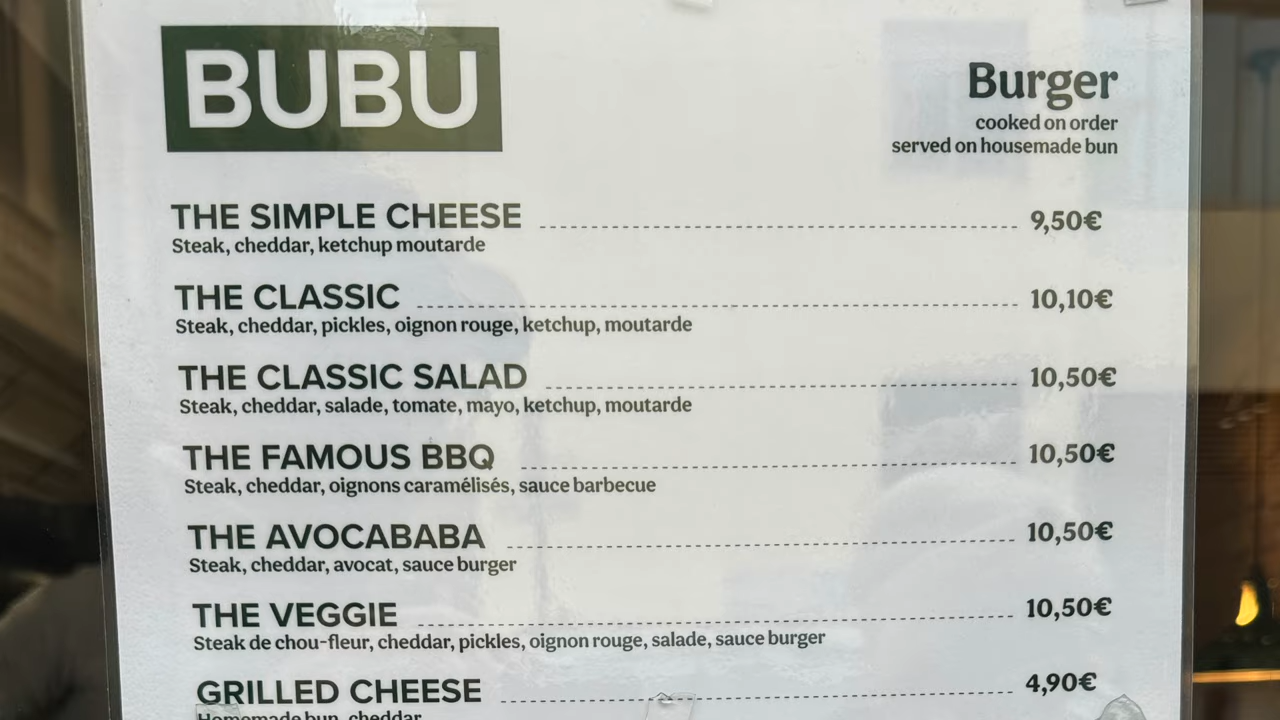 BUBU
Burger
cooked on order
served on housemade bun
THE SIMPLE CHEESE 9,50€
Steak, cheddar, ketchup moutarde
THE CLASSIC 10,10€
Steak, cheddar, pickles, oignon rouge, ketchup, moutarde
THE CLASSIC SALAD 10,50€
Steak, cheddar, salade, tomate, mayo, ketchup, moutarde
THE FAMOUS BBQ 10,50€
Steak, cheddar, oignons caramélisés, sauce barbecue
THE AVOCABABA 10,50€
Steak, cheddar, avocat, sauce burger
THE VEGGIE 10,50€
Steak de chou-fleur, cheddar, pickles, oignon rouge, salade, sauce burger
GRILLED CHEESE 4,90€
Homemade bun, cheddar